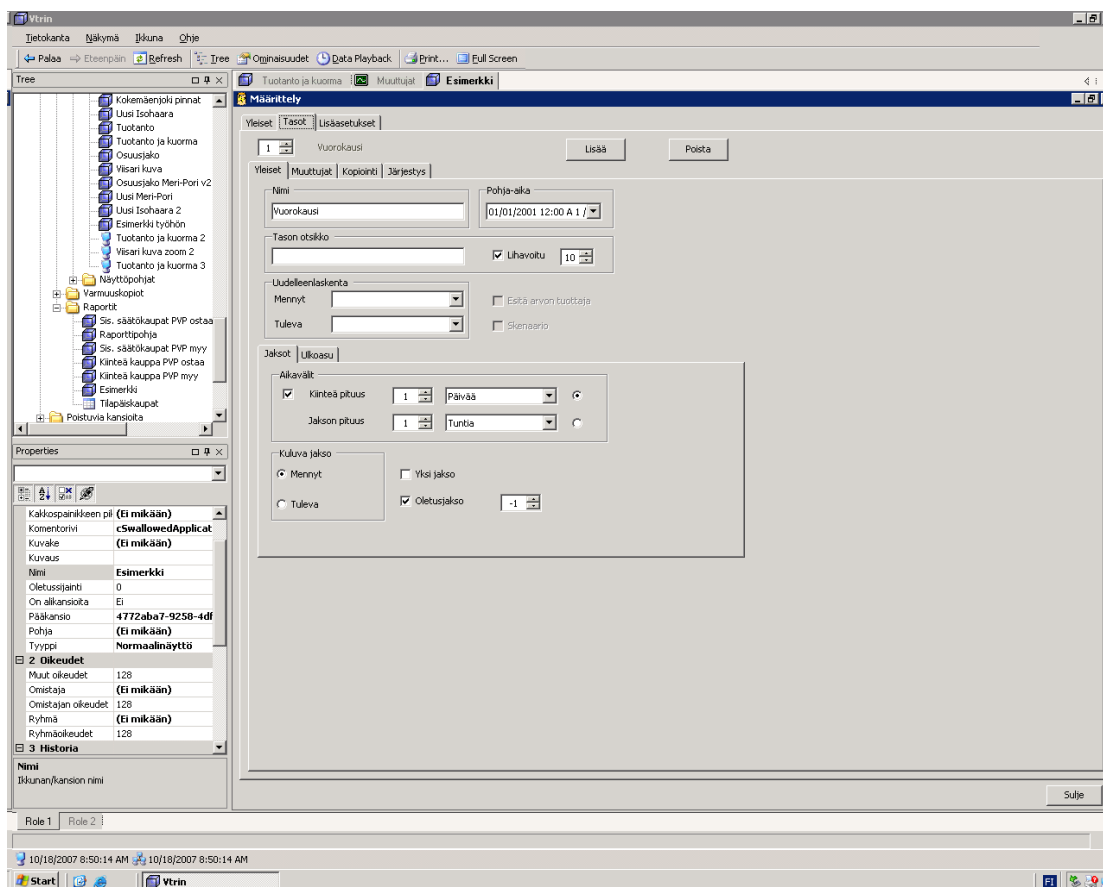 Vtrin
Tietokanta Näkymä Ikkuna Ohje
Palaa Eteenpäin Refresh Tree Ominaisuudet Data Playback Print... Full Screen
Tree
Kokemäenjoki pinnat
Uusi Isohaara
Tuotanto
Tuotanto ja kuorma
Osuusjako
Viisari kuva
Osuusjako Meri-Pori v2
Uusi Meri-Pori
Uusi Isohaara 2
Esimerkki työhön
Tuotanto ja kuorma 2
Viisari kuva zoom 2
Tuotanto ja kuorma 3
Näyttöpohjat
Varmuuskopiot
Raportit
Sis. säätökaupat PVP ostaa
Raporttipohja
Sis. säätökaupat PVP myy
Kiinteä kauppa PVP ostaa
Kiinteä kauppa PVP myy
Esimerkki
Tilapäiskaupat
Poistuvia kansioita
Properties
Kakkospainikkeen pil (Ei mikään)
Komentorivi cSwallowedApplicat
Kuvake (Ei mikään)
Kuvaus
Nimi Esimerkki
Oletussijainti 0
On alikansioita Ei
Pääkansio 4772aba7-9258-4df
Pohja (Ei mikään)
Tyyppi Normaalinäyttö
2 Oikeudet
Muut oikeudet 128
Omistaja (Ei mikään)
Omistajan oikeudet 128
Ryhmä (Ei mikään)
Ryhmäoikeudet 128
3 Historia
Nimi
Ikkunan/kansion nimi
Tuotanto ja kuorma Muuttujat Esimerkki
Määrittely
Yleiset Tasot Lisäasetukset
1 Vuorokausi Lisää Poista
Yleiset Muuttujat Kopiointi Järjestys
Nimi Pohja-aika
Vuorokausi 01/01/2001 12:00 A 1 /
Tason otsikko
Lihavoitu 10
Uudelleenlaskenta
Mennyt Esitä arvon tuottaja
Tuleva Skenaario
Jaksot Ulkoasu
Aikavälit
Kiinteä pituus 1 Päivää
Jakson pituus 1 Tuntia
Kuluva jakso
Mennyt Yksi jakso
Tuleva Oletusjakso -1
Sulje
Role 1 Role 2
10/18/2007 8:50:14 AM 10/18/2007 8:50:14 AM
Start Vtrin FI